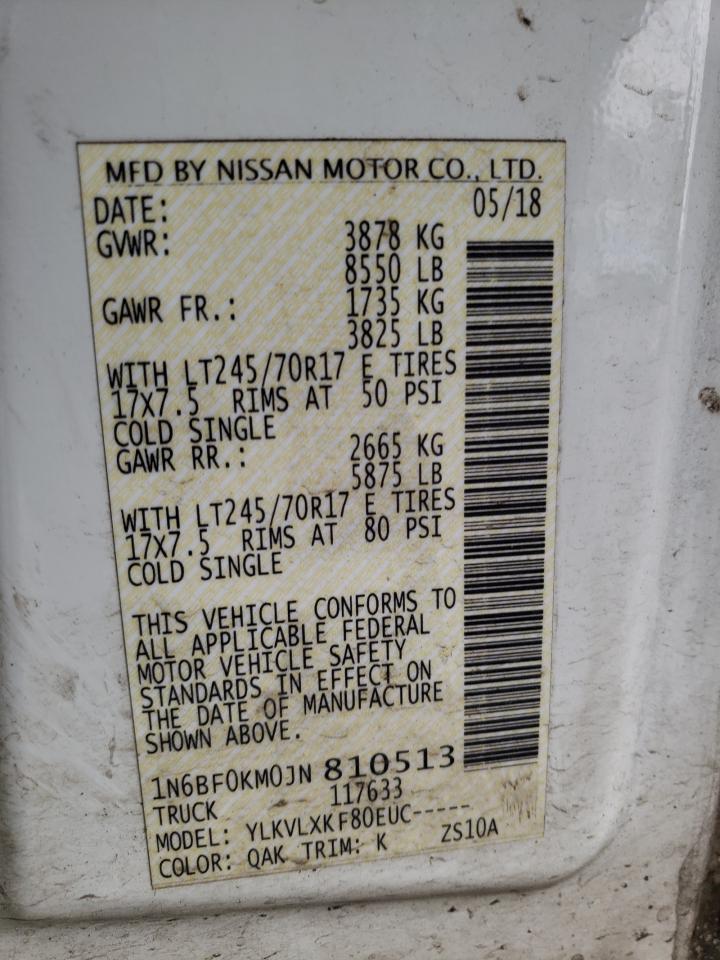 MFD BY NISSAN MOTOR CO., LTD.
DATE: 05/18
GVWR: 3878 KG
8550 LB
GAWR FR.: 1735 KG
3825 LB
WITH LT245/70R17 E TIRES
17X7.5 RIMS AT 50 PSI
COLD SINGLE
GAWR RR.: 2665 KG
5875 LB
WITH LT245/70R17 E TIRES
17X7.5 RIMS AT 80 PSI
COLD SINGLE
THIS VEHICLE CONFORMS TO
ALL APPLICABLE FEDERAL
MOTOR VEHICLE SAFETY
STANDARDS IN EFFECT ON
THE DATE OF MANUFACTURE
SHOWN ABOVE.
1N6BF0KM0JN 810513
TRUCK 117633
MODEL: YLKVLXKF80EUC-----
COLOR: QAK TRIM: K ZS10A